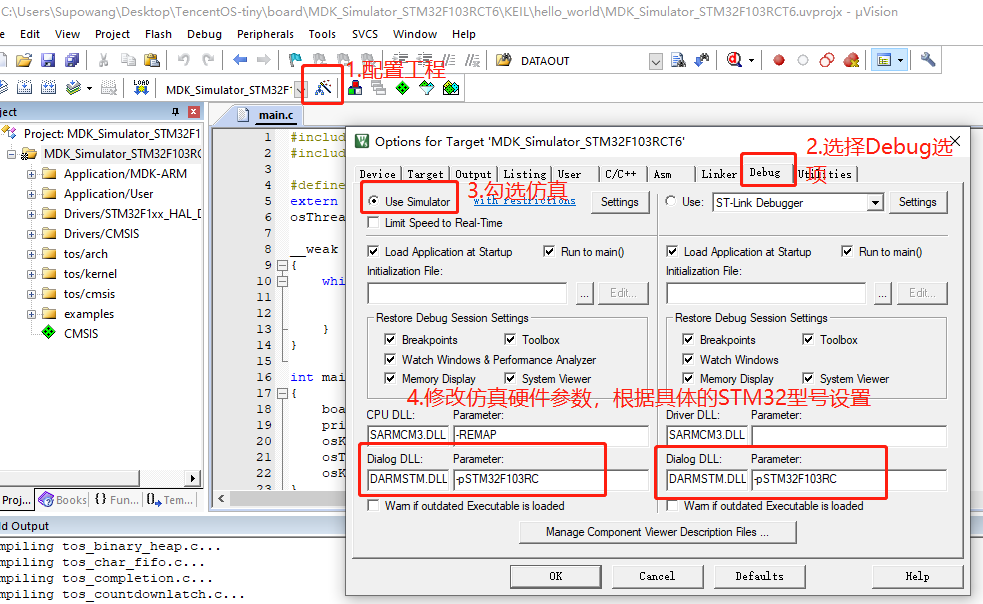 C:\Users\Supowang\Desktop\TencentOS-tiny\board\MDK_Simulator_STM32F103RCT6\KEIL\hello_world\MDK_Simulator_STM32F103RCT6.uvprojx - µVision
e Edit View Project Flash Debug Peripherals Tools SVCS Window Help
DATAOUT
1.配置工程
LOAD
MDK_Simulator_STM32F1
ject
Project: MDK_Simulator_STM32F1
MDK_Simulator_STM32F103RC
Application/MDK-ARM
Application/User
Drivers/STM32F1xx_HAL_D
Drivers/CMSIS
tos/arch
tos/kernel
tos/cmsis
examples
CMSIS
Proj...
Books
{} Fun...
Tem...
main.c
1 #includ
2 #includ
3
4 #define
5 extern
6 osThrea
7
8 __weak
9 {
10 whi
11
12
13 }
14 }
15
16 int mai
17 {
18 boa
19 pri
20 osK
21 osT
22 osK
23 }
Options for Target 'MDK_Simulator_STM32F103RCT6'
2.选择Debug选项
Device Target Output Listing User C/C++ Asm Linker Debug Utilities
3.勾选仿真
Use Simulator
with restrictions
Settings
Limit Speed to Real-Time
Use:
ST-Link Debugger
Settings
Load Application at Startup
Run to main()
Initialization File:
...
Edit...
Load Application at Startup
Run to main()
Initialization File:
...
Edit...
Restore Debug Session Settings
Breakpoints
Toolbox
Watch Windows & Performance Analyzer
Memory Display
System Viewer
Restore Debug Session Settings
Breakpoints
Toolbox
Watch Windows
Memory Display
System Viewer
4.修改仿真硬件参数，根据具体的STM32型号设置
CPU DLL:
Parameter:
SARMCM3.DLL
-REMAP
Driver DLL:
Parameter:
SARMCM3.DLL
Dialog DLL:
Parameter:
DARMSTM.DLL
-pSTM32F103RC
Dialog DLL:
Parameter:
DARMSTM.DLL
-pSTM32F103RC
Warn if outdated Executable is loaded
Warn if outdated Executable is loaded
Manage Component Viewer Description Files ...
OK
Cancel
Defaults
Help
ld Output
mpiling tos_binary_heap.c...
mpiling tos_char_fifo.c...
mpiling tos_completion.c...
mpiling tos_countdownlatch.c...